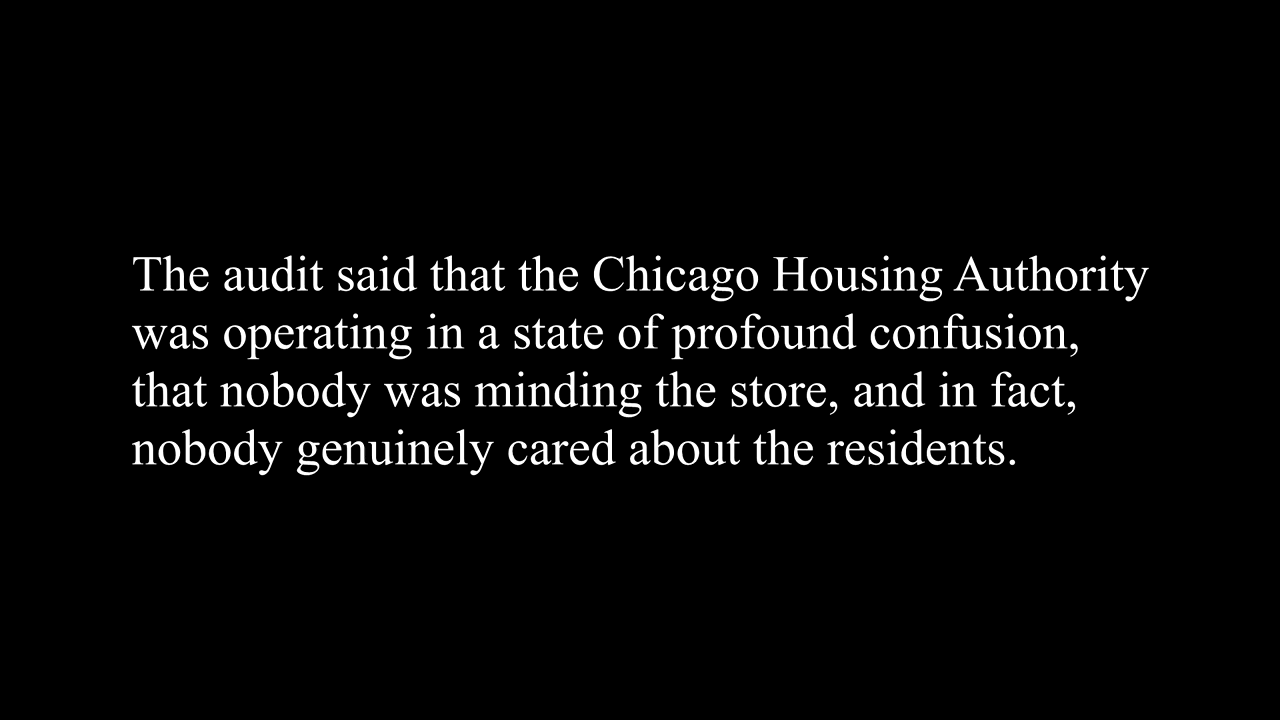 The audit said that the Chicago Housing Authority
was operating in a state of profound confusion,
that nobody was minding the store, and in fact,
nobody genuinely cared about the residents.